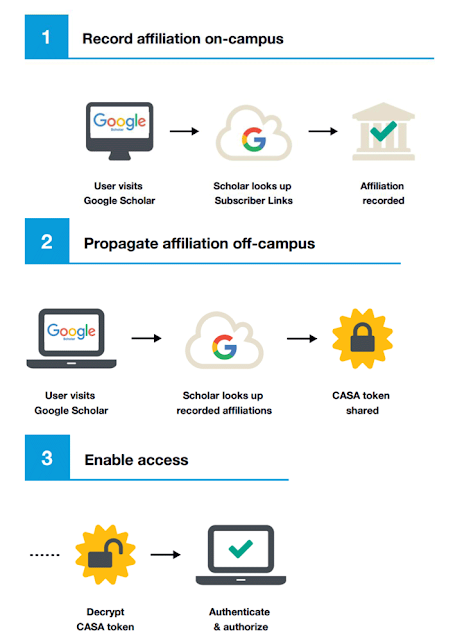 1
Record affiliation on-campus
Google
Scholar
G
User visits
Google Scholar
Scholar looks up
Subscriber Links
Affiliation
recorded
2
Propagate affiliation off-campus
Google
Scholar
G
User visits
Google Scholar
Scholar looks up
recorded affiliations
CASA token
shared
3
Enable access
Decrypt
CASA token
Authenticate
& authorize